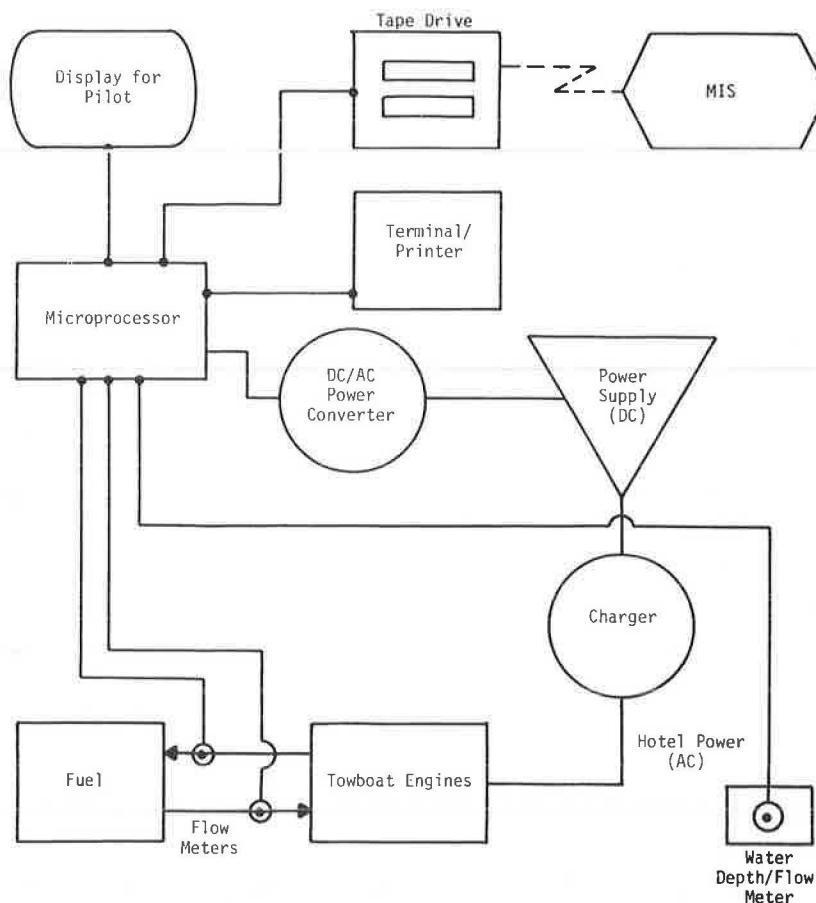 Tape Drive
Display for
Pilot
MIS
Terminal/
Printer
Microprocessor
DC/AC
Power
Converter
Power
Supply
(DC)
Charger
Hotel Power
(AC)
Fuel
Towboat Engines
Flow
Meters
Water
Depth/Flow
Meter